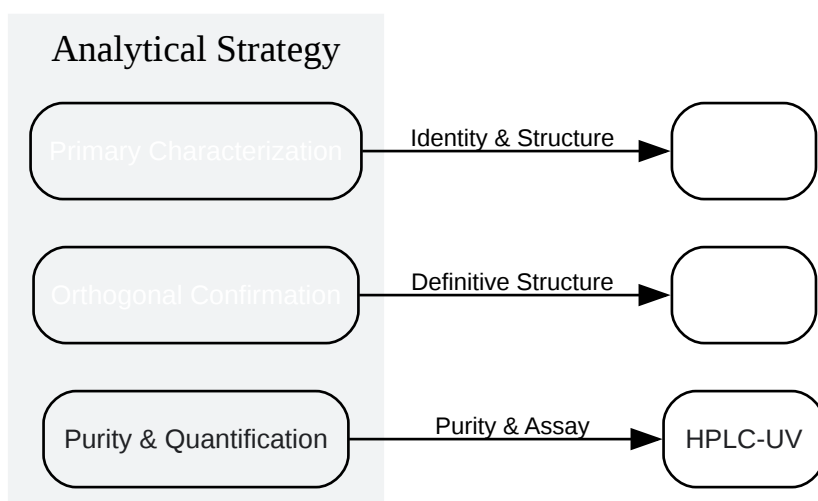 Analytical Strategy
Primary Characterization
Identity & Structure
Orthogonal Confirmation
Definitive Structure
Purity & Quantification
Purity & Assay
HPLC-UV